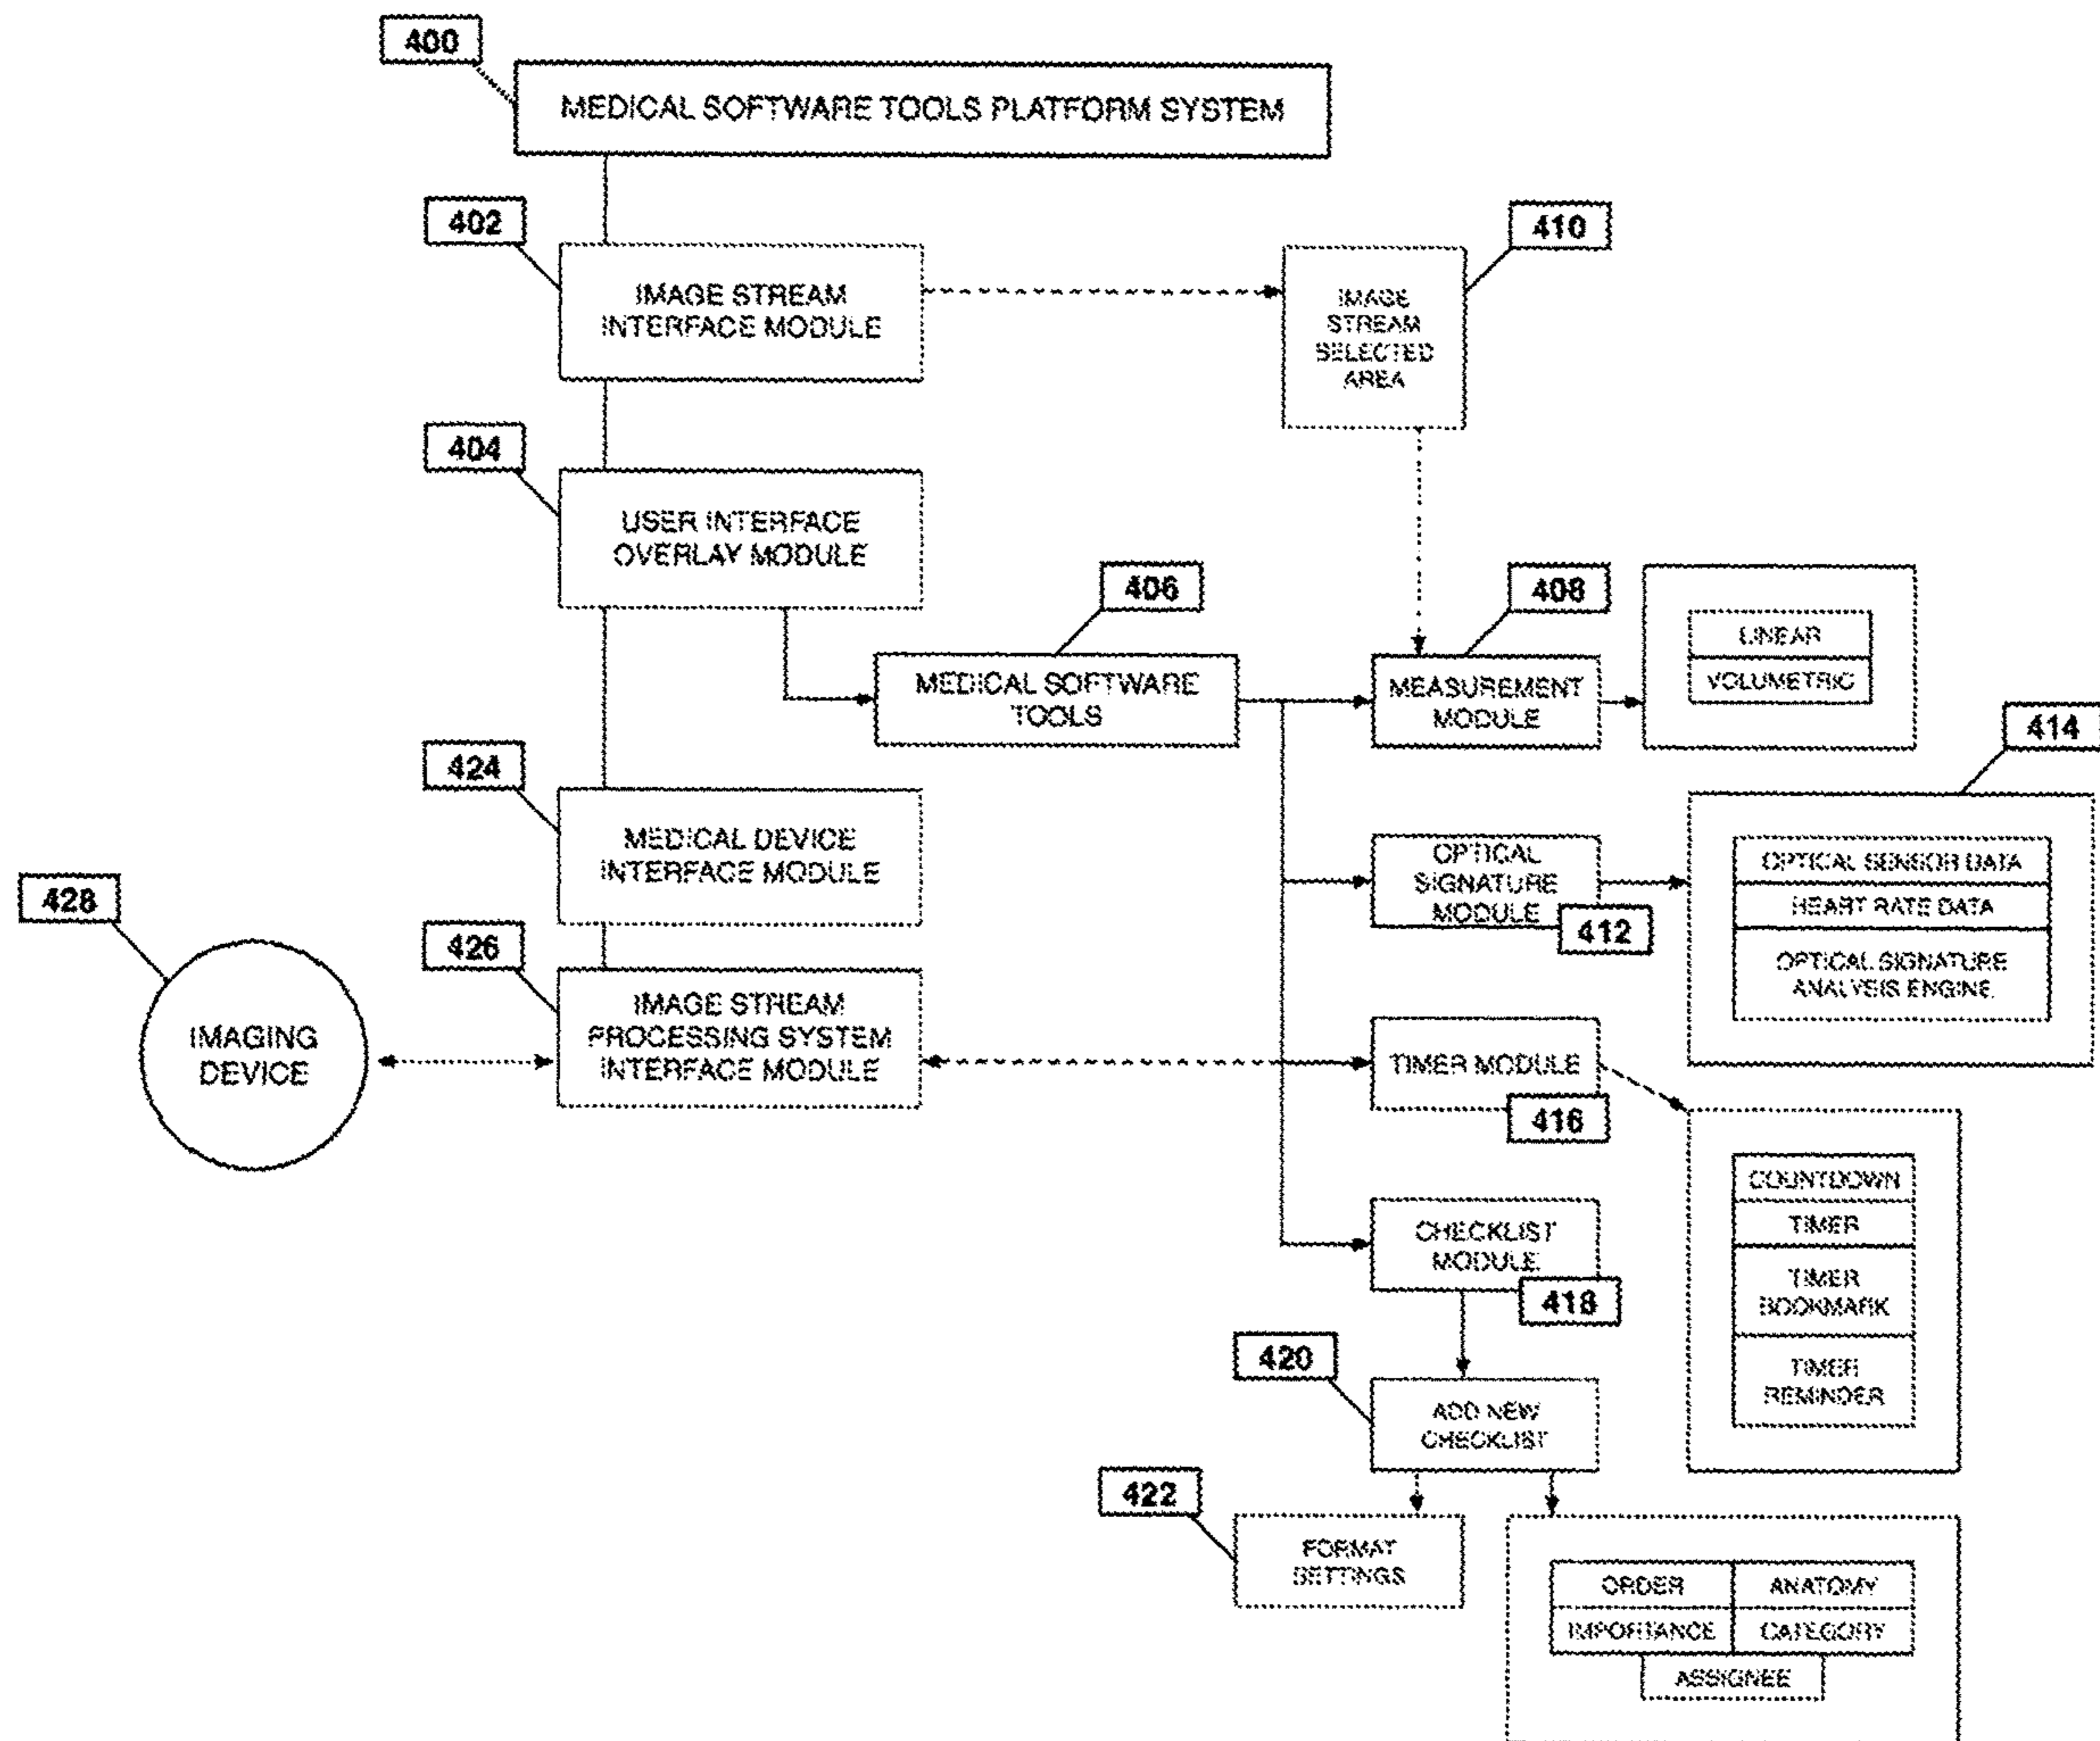 400
MEDICAL SOFTWARE TOOLS PLATFORM SYSTEM
402
IMAGE STREAM
INTERFACE MODULE
410
IMAGE
STREAM
SELECTED
AREA
404
USER INTERFACE
OVERLAY MODULE
406
MEDICAL SOFTWARE
TOOLS
408
MEASUREMENT
MODULE
LINEAR
VOLUMETRIC
414
OPTICAL SENSOR DATA
HEART RATE DATA
OPTICAL SIGNATURE
ANALYSIS ENGINE
424
MEDICAL DEVICE
INTERFACE MODULE
OPTICAL
SIGNATURE
MODULE
412
428
IMAGING
DEVICE
426
IMAGE STREAM
PROCESSING SYSTEM
INTERFACE MODULE
TIMER MODULE
416
COUNTDOWN
TIMER
TIMER
BOOKMARK
TIMER
REMINDER
CHECKLIST
MODULE
418
420
ADD NEW
CHECKLIST
422
FORMAT
SETTINGS
ORDER
ANATOMY
IMPORTANCE
CATEGORY
ASSIGNEE